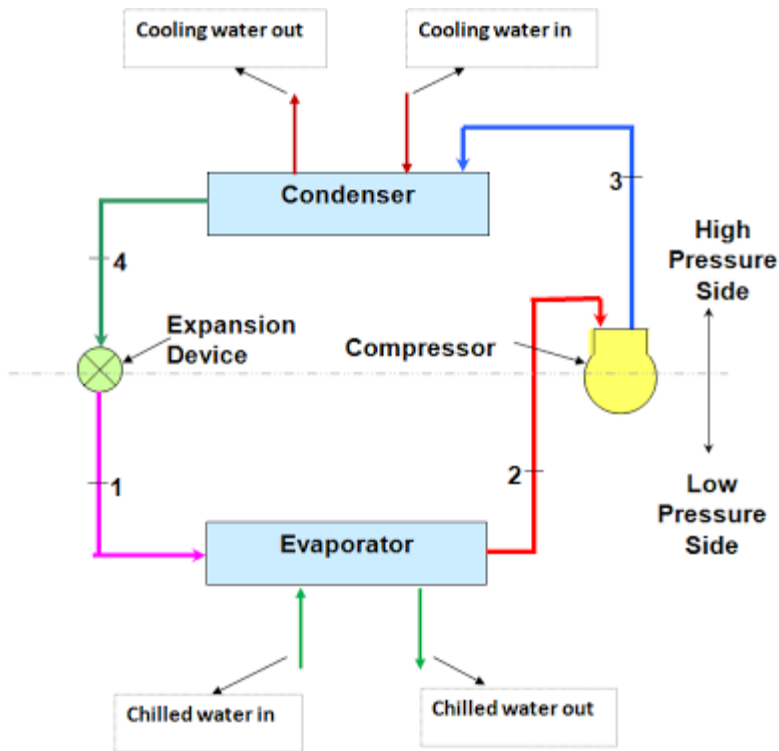 Cooling water out
Cooling water in
Condenser
3
High
Pressure
Side
4
Expansion
Device
Compressor
1
2
Low
Pressure
Side
Evaporator
Chilled water in
Chilled water out